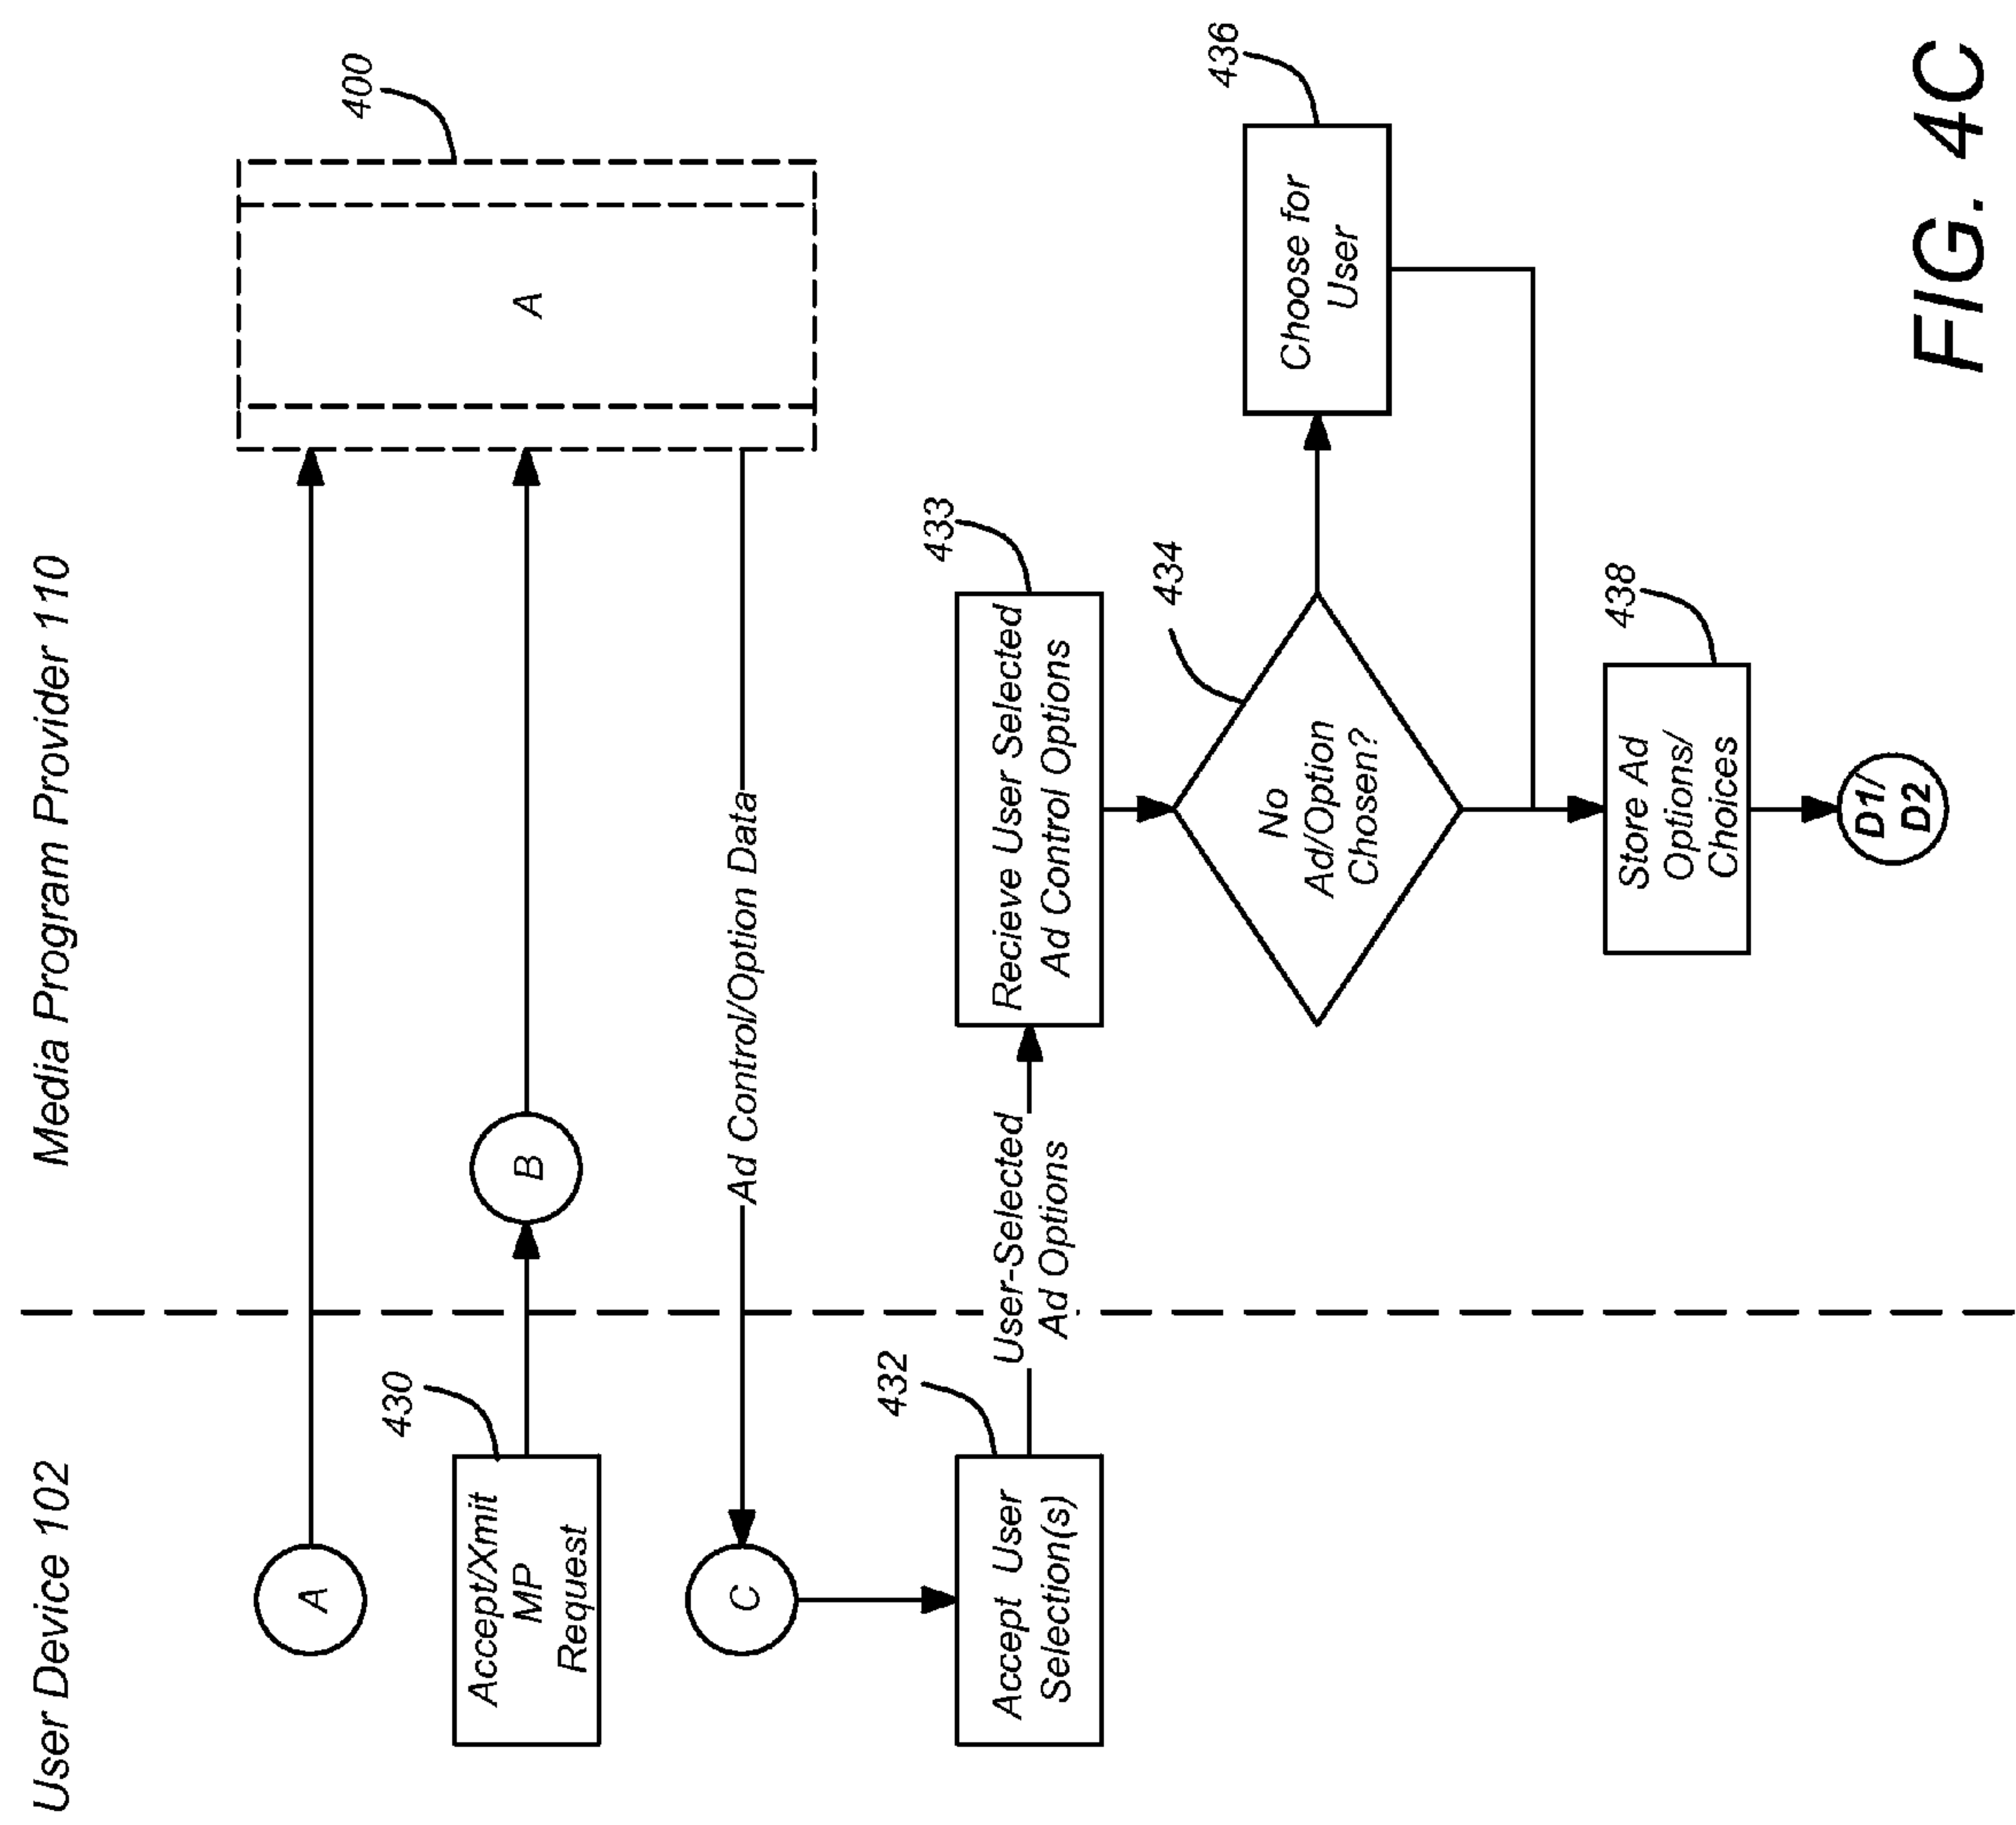 User Device 102
Media Program Provider 110
A
400
A
430
Accept/Xmit
MP
Request
B
C
Ad Control/Option Data
432
Accept User
Selection(s)
User-Selected
Ad Options
433
Recieve User Selected
Ad Control Options
434
No
Ad/Option
Chosen?
436
Choose for
User
438
Store Ad
Options/
Choices
D1/
D2
FIG. 4C